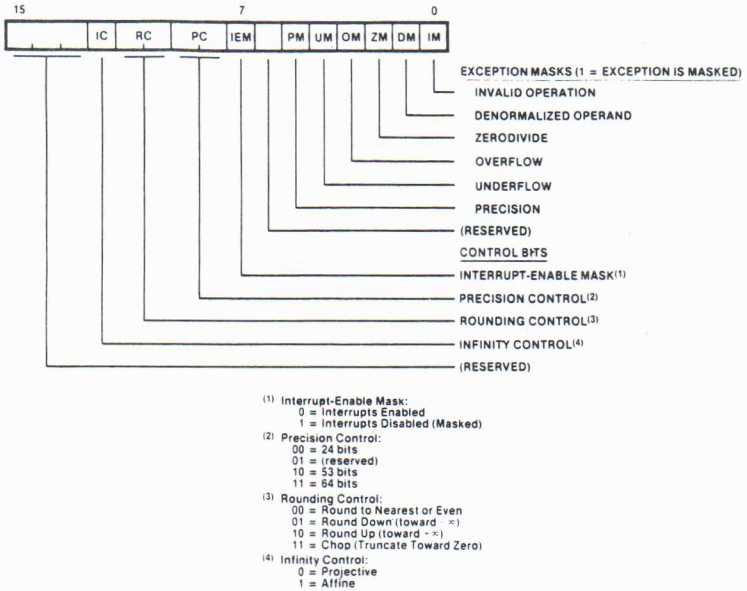 15 7 0
IC RC PC IEM PM UM OM ZM DM IM
EXCEPTION MASKS (1 = EXCEPTION IS MASKED)
INVALID OPERATION
DENORMALIZED OPERAND
ZERODIVIDE
OVERFLOW
UNDERFLOW
PRECISION
(RESERVED)
CONTROL BITS
INTERRUPT-ENABLE MASK(1)
PRECISION CONTROL(2)
ROUNDING CONTROL(3)
INFINITY CONTROL(4)
(RESERVED)
(1) Interrupt-Enable Mask:
0 = Interrupts Enabled
1 = Interrupts Disabled (Masked)
(2) Precision Control:
00 = 24 bits
01 = (reserved)
10 = 53 bits
11 = 64 bits
(3) Rounding Control:
00 = Round to Nearest or Even
01 = Round Down (toward -∞)
10 = Round Up (toward -∞)
11 = Chop (Truncate Toward Zero)
(4) Infinity Control:
0 = Projective
1 = Affine